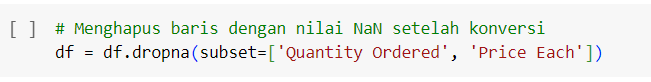 [ ] # Menghapus baris dengan nilai NaN setelah konversi
df = df.dropna(subset=['Quantity Ordered', 'Price Each'])